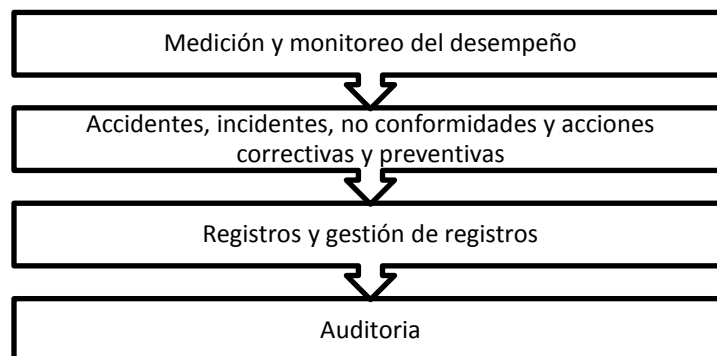 Medición y monitoreo del desempeño
Accidentes, incidentes, no conformidades y acciones
correctivas y preventivas
Registros y gestión de registros
Auditoria